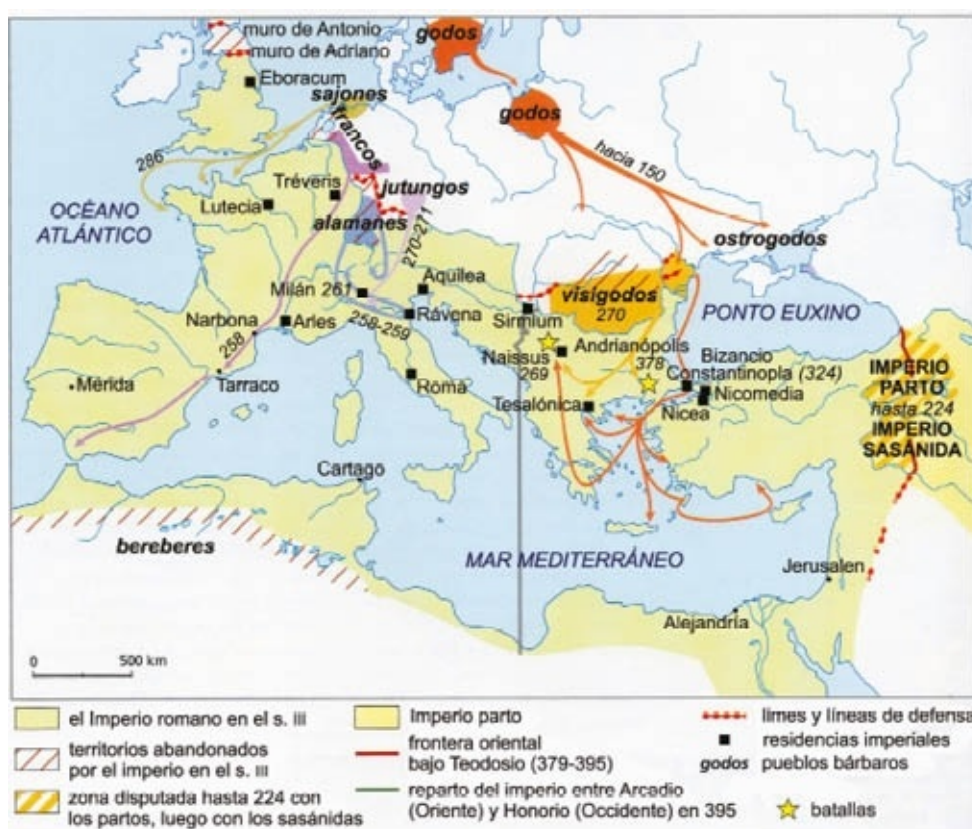 muro de Antonio
muro de Adriano
Eboracum
godos
sajones
francos
godos
hacia 150
286
Tréveris
jutungos
Lutecia
alamanes
270-271
OCÉANO
ATLÁNTICO
ostrogodos
Aquilea
Milán 261
visigodos
270
Rávena
258-259
Sirmium
PONTO EUXINO
Narbona
Arles
258
Naissus
269
Andrianópolis
378
Bizancio
Constantinopla (324)
IMPERIO
PARTO
hasta 224
IMPERIO
SASÁNIDA
Mérida
Tarraco
Roma
Nicomedia
Nicea
Tesalónica
Cartago
bereberes
MAR MEDITERRÁNEO
Jerusalen
Alejandría
0 500 km
el Imperio romano en el s. III
territorios abandonados
por el imperio en el s. III
zona disputada hasta 224 con
los partos, luego con los sasánidas
Imperio parto
frontera oriental
bajo Teodosio (379-395)
reparto del imperio entre Arcadio
(Oriente) y Honorio (Occidente) en 395
limes y líneas de defensa
residencias imperiales
godos pueblos bárbaros
batallas